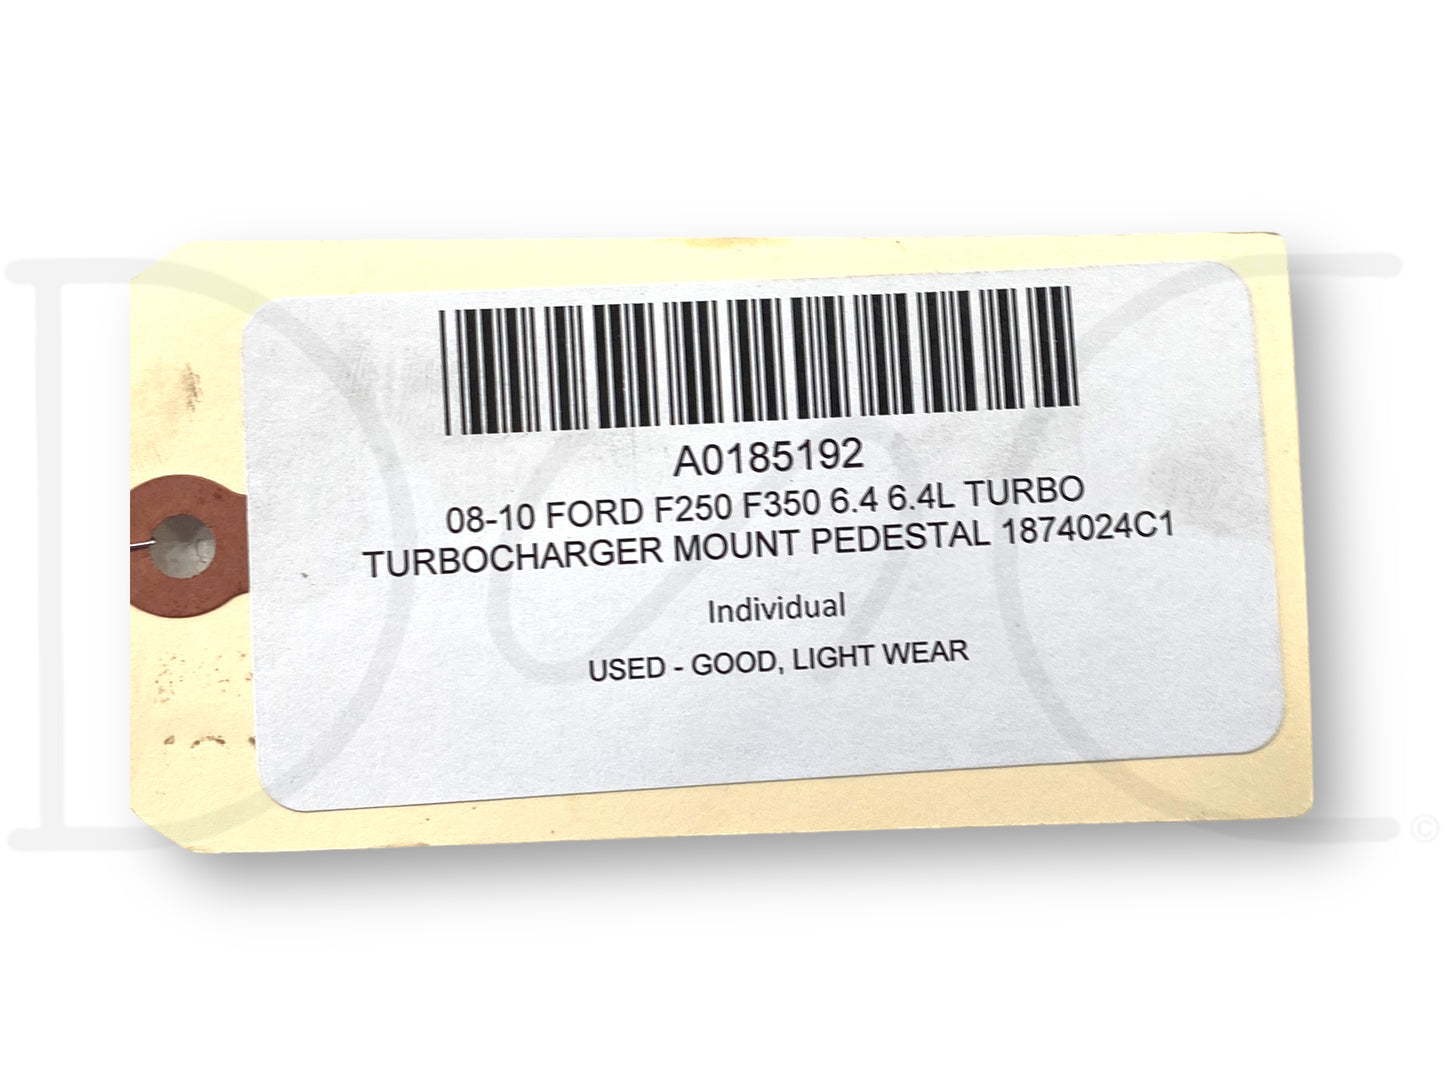 A0185192
08-10 FORD F250 F350 6.4 6.4L TURBO
TURBOCHARGER MOUNT PEDESTAL 1874024C1
Individual
USED - GOOD, LIGHT WEAR
©